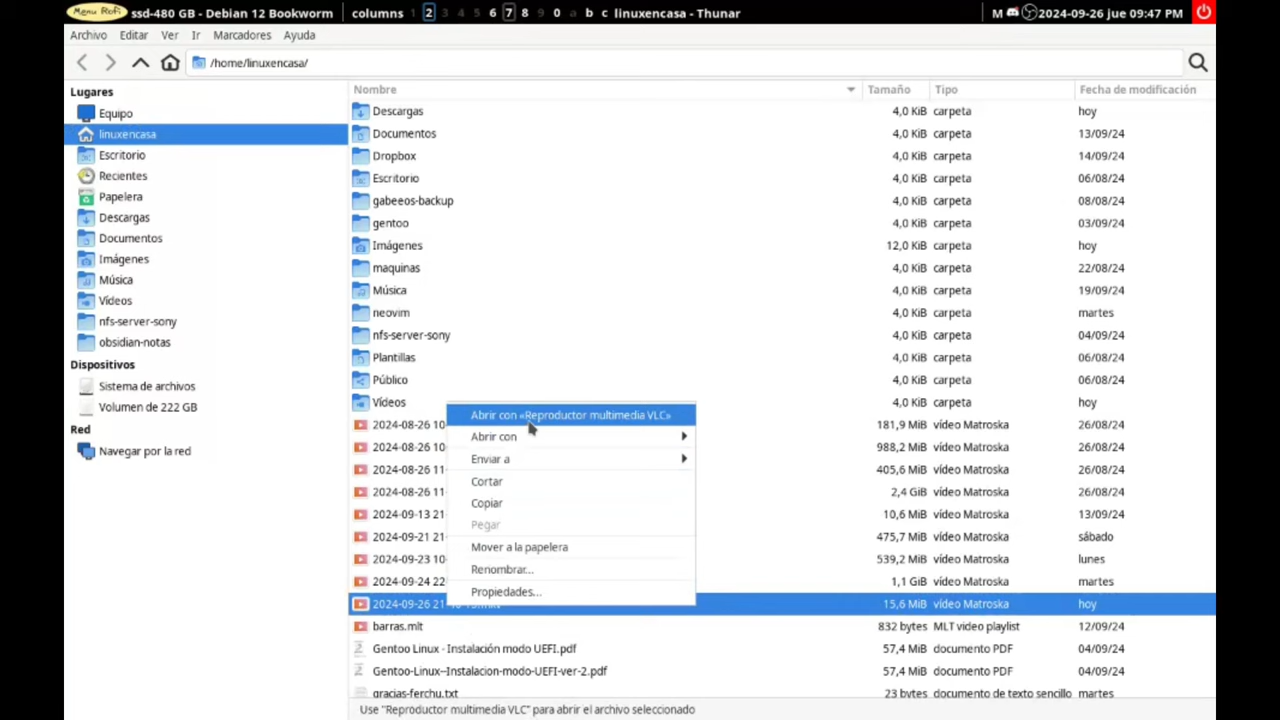 Menu Rofi ssd-480 GB - Debian 12 Bookworm columns 1 2 3 4 5 6 7 8 9 0 a b c linuxencasa - Thunar M 2024-09-26 jue 09:47 PM
Archivo Editar Ver Ir Marcadores Ayuda
/home/linuxencasa/
Lugares
Equipo
linuxencasa
Escritorio
Recientes
Papelera
Descargas
Documentos
Imágenes
Música
Vídeos
nfs-server-sony
obsidian-notas
Dispositivos
Sistema de archivos
Volumen de 222 GB
Red
Navegar por la red
Nombre Tamaño Tipo Fecha de modificación
Descargas 4,0 KiB carpeta hoy
Documentos 4,0 KiB carpeta 13/09/24
Dropbox 4,0 KiB carpeta 14/09/24
Escritorio 4,0 KiB carpeta 06/08/24
gabeeos-backup 4,0 KiB carpeta 08/08/24
gentoo 4,0 KiB carpeta 03/09/24
Imágenes 12,0 KiB carpeta hoy
maquinas 4,0 KiB carpeta 22/08/24
Música 4,0 KiB carpeta 19/09/24
neovim 4,0 KiB carpeta martes
nfs-server-sony 4,0 KiB carpeta 04/09/24
Plantillas 4,0 KiB carpeta 06/08/24
Público 4,0 KiB carpeta 06/08/24
Vídeos 4,0 KiB carpeta hoy
2024-08-26 10 181,9 MiB vídeo Matroska 26/08/24
2024-08-26 10 988,2 MiB vídeo Matroska 26/08/24
2024-08-26 11 405,6 MiB vídeo Matroska 26/08/24
2024-08-26 11 2,4 GiB vídeo Matroska 26/08/24
2024-09-13 21 10,6 MiB vídeo Matroska 13/09/24
2024-09-21 21 475,7 MiB vídeo Matroska sábado
2024-09-23 10 539,2 MiB vídeo Matroska lunes
2024-09-24 22 1,1 GiB vídeo Matroska martes
2024-09-26 21 15,6 MiB vídeo Matroska hoy
barras.mlt 832 bytes MLT video playlist 12/09/24
Gentoo Linux - Instalación modo UEFI.pdf 57,4 MiB documento PDF 04/09/24
Gentoo-Linux--Instalacion-modo-UEFI-ver-2.pdf 57,4 MiB documento PDF 04/09/24
gracias-ferchu.txt 23 bytes documento de texto sencillo martes
Abrir con «Reproductor multimedia VLC»
Abrir con
Enviar a
Cortar
Copiar
Pegar
Mover a la papelera
Renombrar...
Propiedades...
Use "Reproductor multimedia VLC" para abrir el archivo seleccionado